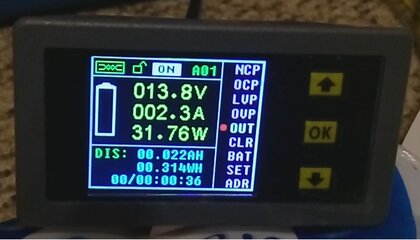 ON A01
013.8V
002.3A
31.76W
DIS: 00.022AH
00.314WH
00/00:00:36
NCP
OCP
LVP
OVP
OUT
CLR
BAT
SET
ADR
OK